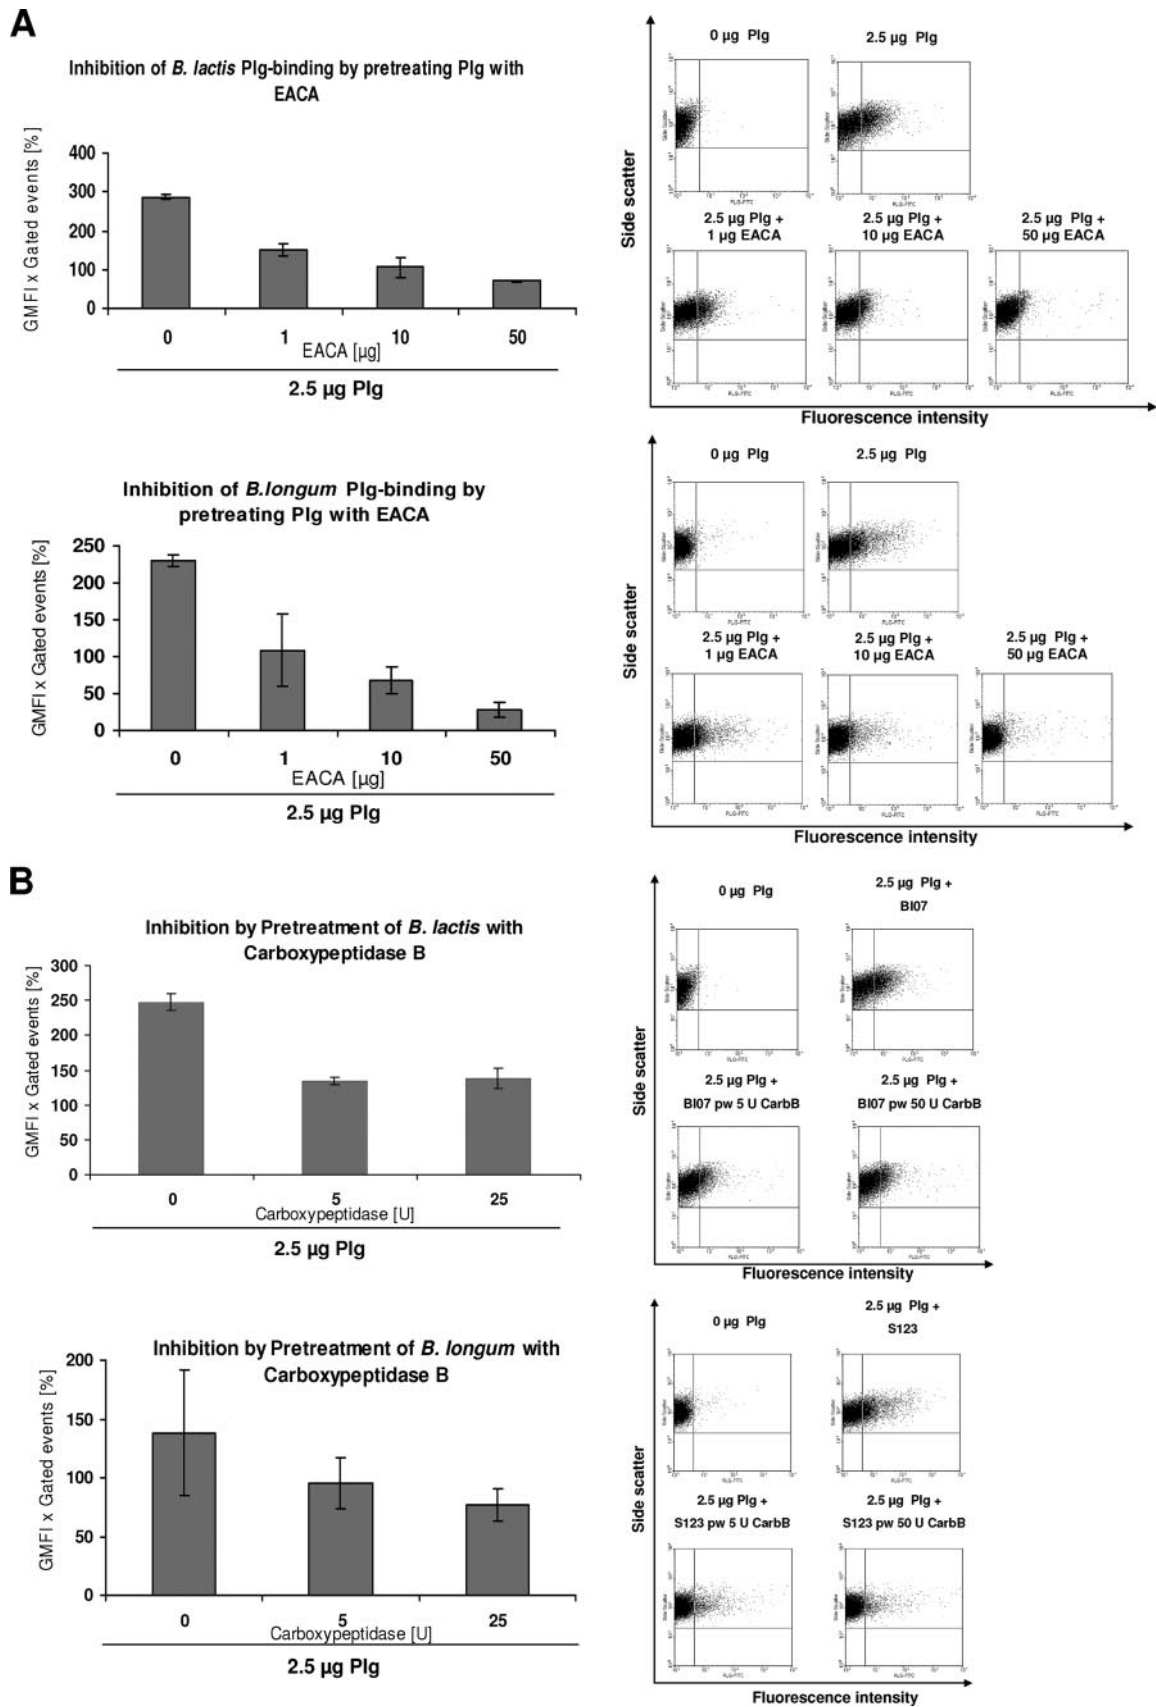 A
Inhibition of B. lactis Plg-binding by pretreating Plg with
EACA
GMFI x Gated events [%]
400
300
200
100
0
0 1 10 50
EACA [µg]
2.5 µg Plg
Side scatter
0 µg Plg 2.5 µg Plg
2.5 µg Plg + 2.5 µg Plg + 2.5 µg Plg +
1 µg EACA 10 µg EACA 50 µg EACA
Fluorescence intensity
Inhibition of B.longum Plg-binding by
pretreating Plg with EACA
GMFI x Gated events [%]
250
200
150
100
50
0
0 1 10 50
EACA [µg]
2.5 µg Plg
Side scatter
0 µg Plg 2.5 µg Plg
2.5 µg Plg + 2.5 µg Plg + 2.5 µg Plg +
1 µg EACA 10 µg EACA 50 µg EACA
Fluorescence intensity
B
Inhibition by Pretreatment of B. lactis with
Carboxypeptidase B
GMFI x Gated events [%]
300
250
200
150
100
50
0
0 5 25
Carboxypeptidase [U]
2.5 µg Plg
Side scatter
0 µg Plg
2.5 µg Plg +
BI07
2.5 µg Plg + 2.5 µg Plg +
BI07 pw 5 U CarbB BI07 pw 50 U CarbB
Fluorescence intensity
Inhibition by Pretreatment of B. longum with
Carboxypeptidase B
GMFI x Gated events [%]
200
150
100
50
0
0 5 25
Carboxypeptidase [U]
2.5 µg Plg
Side scatter
0 µg Plg
2.5 µg Plg +
S123
2.5 µg Plg + 2.5 µg Plg +
S123 pw 5 U CarbB S123 pw 50 U CarbB
Fluorescence intensity